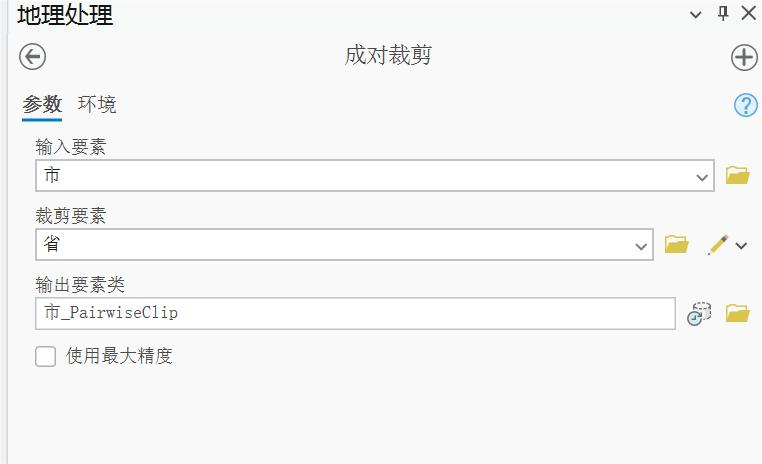 地理处理
成对裁剪
参数 环境
输入要素
市
裁剪要素
省
输出要素类
市_PairwiseClip
使用最大精度